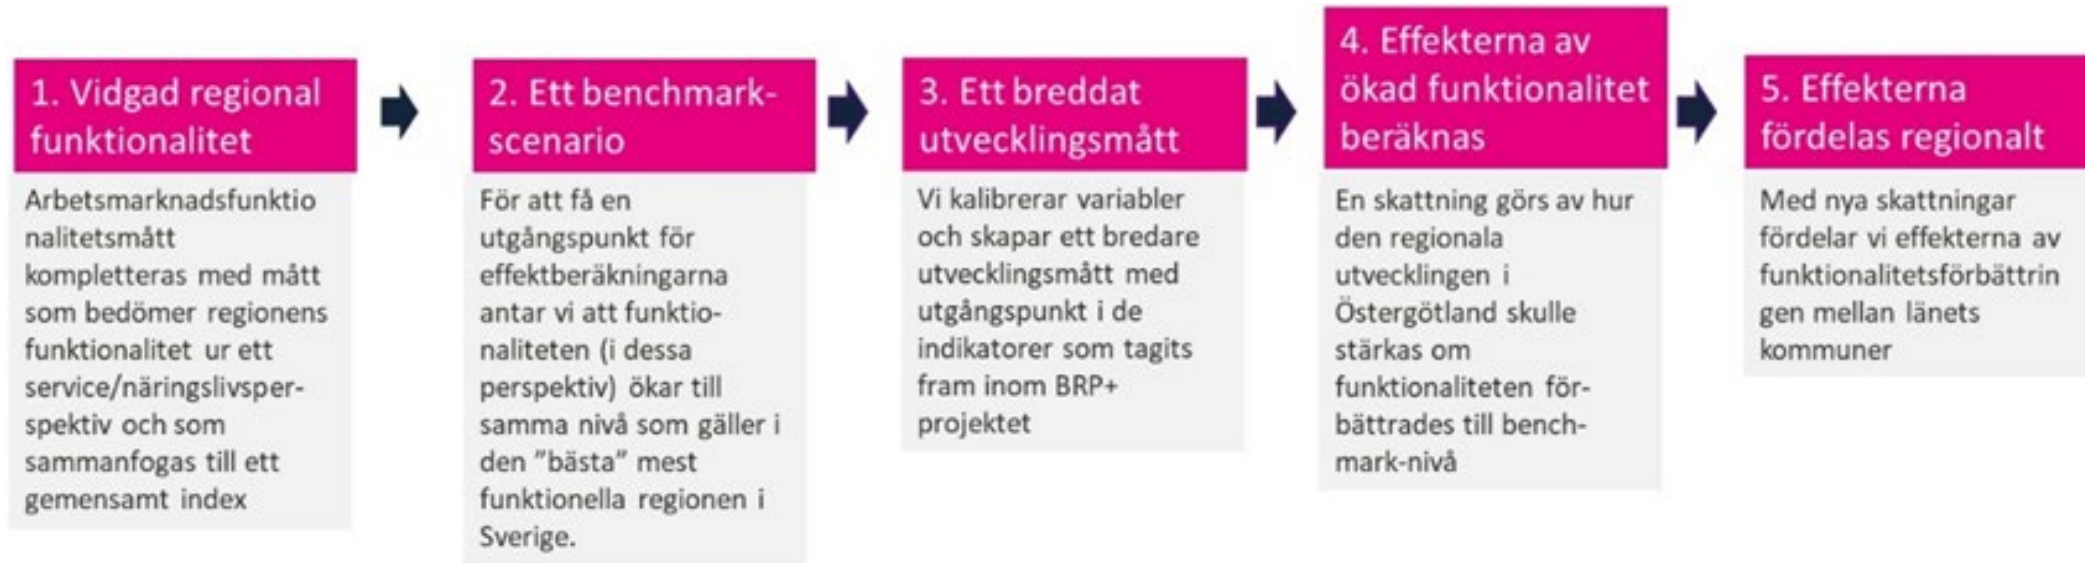 1. Vidgad regional
funktionalitet
Arbetsmarknadsfunktio
nalitetsmått
kompletteras med mått
som bedömer regionens
funktionalitet ur ett
service/näringslivsper-
spektiv och som
sammanfogas till ett
gemensamt index
2. Ett benchmark-
scenario
För att få en
utgångspunkt för
effektberäkningarna
antar vi att funktio-
naliteten (i dessa
perspektiv) ökar till
samma nivå som gäller i
den ”bästa” mest
funktionella regionen i
Sverige.
3. Ett breddat
utvecklingsmått
Vi kalibrerar variabler
och skapar ett bredare
utvecklingsmått med
utgångspunkt i de
indikatorer som tagits
fram inom BRP+
projektet
4. Effekterna av
ökad funktionalitet
beräknas
En skattning görs av hur
den regionala
utvecklingen i
Östergötland skulle
stärkas om
funktionaliteten för-
bättrades till bench-
mark-nivå
5. Effekterna
fördelas regionalt
Med nya skattningar
fördelar vi effekterna av
funktionalitetsförbättrin
gen mellan länets
kommuner